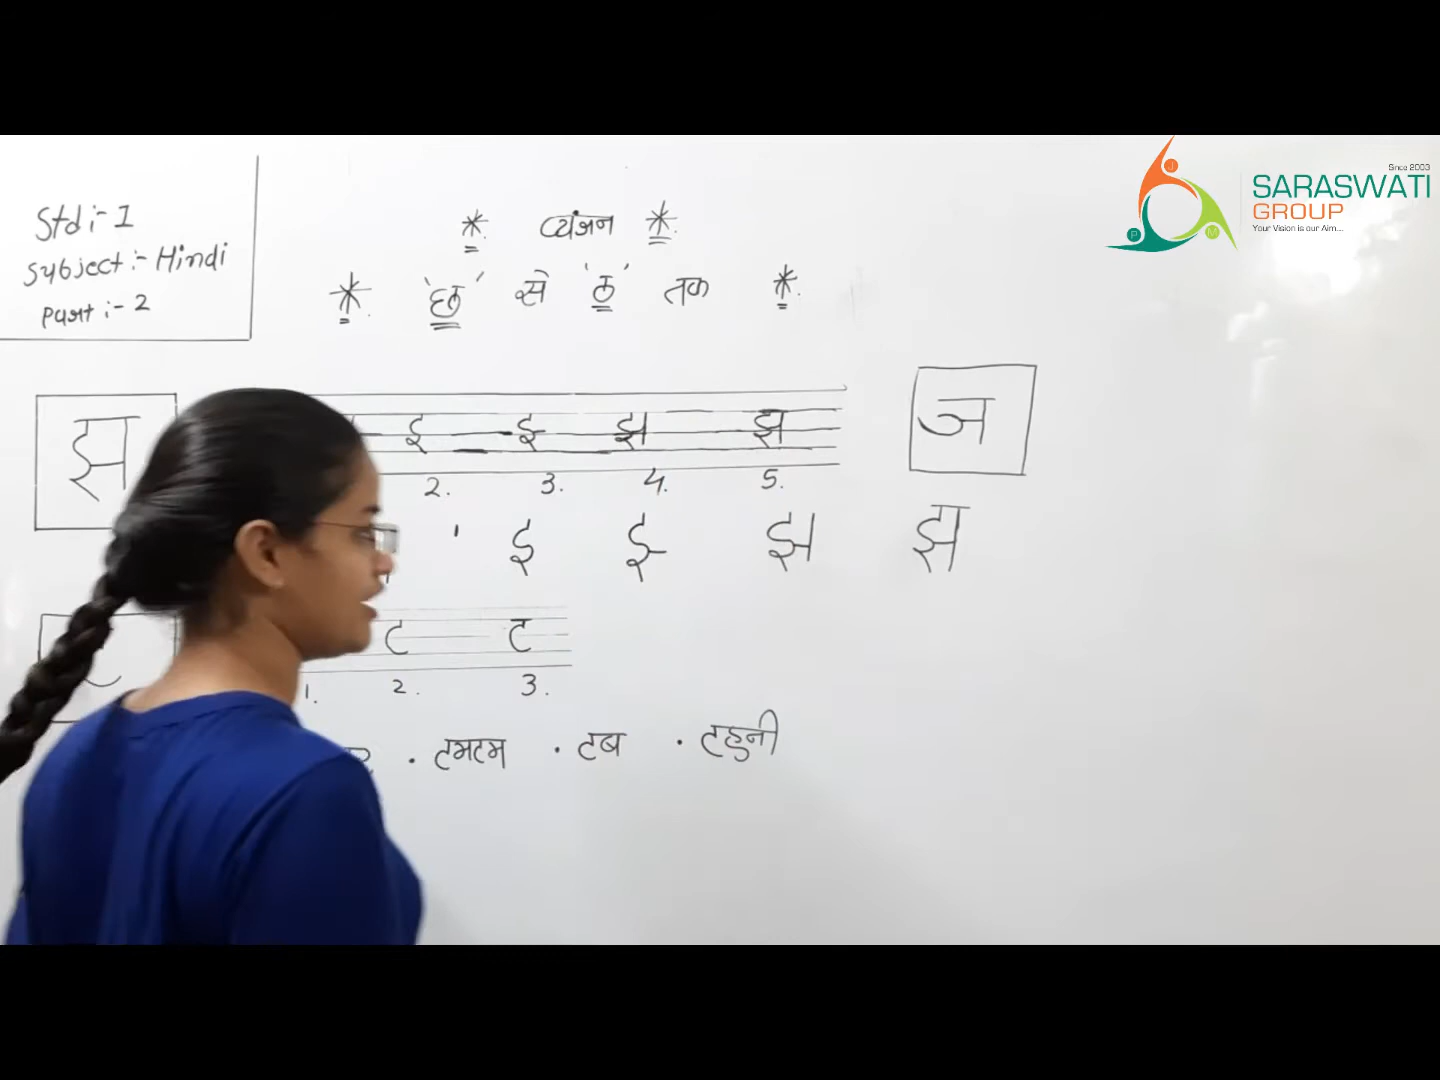 Std :- 1
Subject :- Hindi
Part :- 2
* व्यंजन *
* 'छ' से 'ठ' तक *
Since 2003
SARASWATI
GROUP
Your Vision is our Aim...
J
P
M
झ
इ इ- झ झ
2. 3. 4. 5.
ज
' इ इ- झ झ
ट ट
1. 2. 3.
· टमटम · टब · टहनी